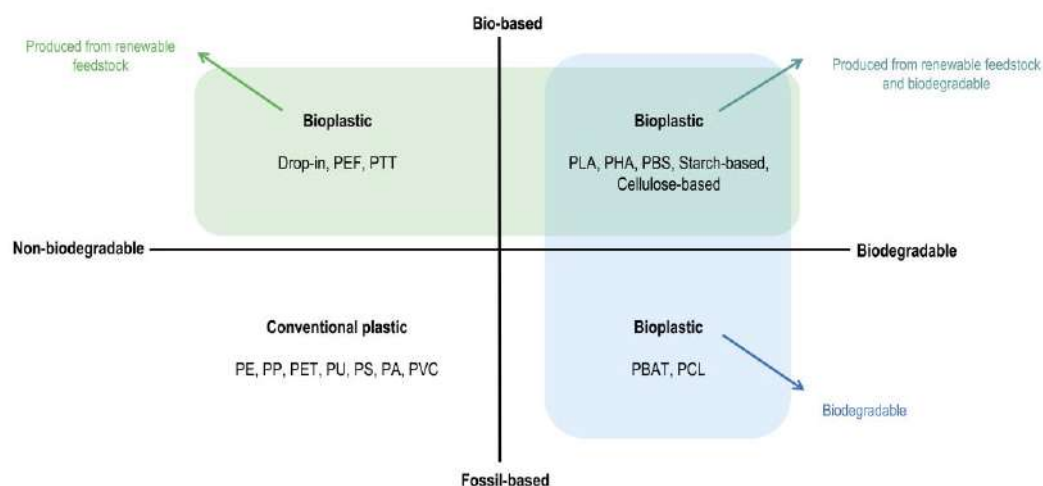 Bio-based
Produced from renewable
feedstock
Produced from renewable feedstock
and biodegradable
Bioplastic
Drop-in, PEF, PTT
Bioplastic
PLA, PHA, PBS, Starch-based,
Cellulose-based
Non-biodegradable
Biodegradable
Conventional plastic
PE, PP, PET, PU, PS, PA, PVC
Bioplastic
PBAT, PCL
Biodegradable
Fossil-based